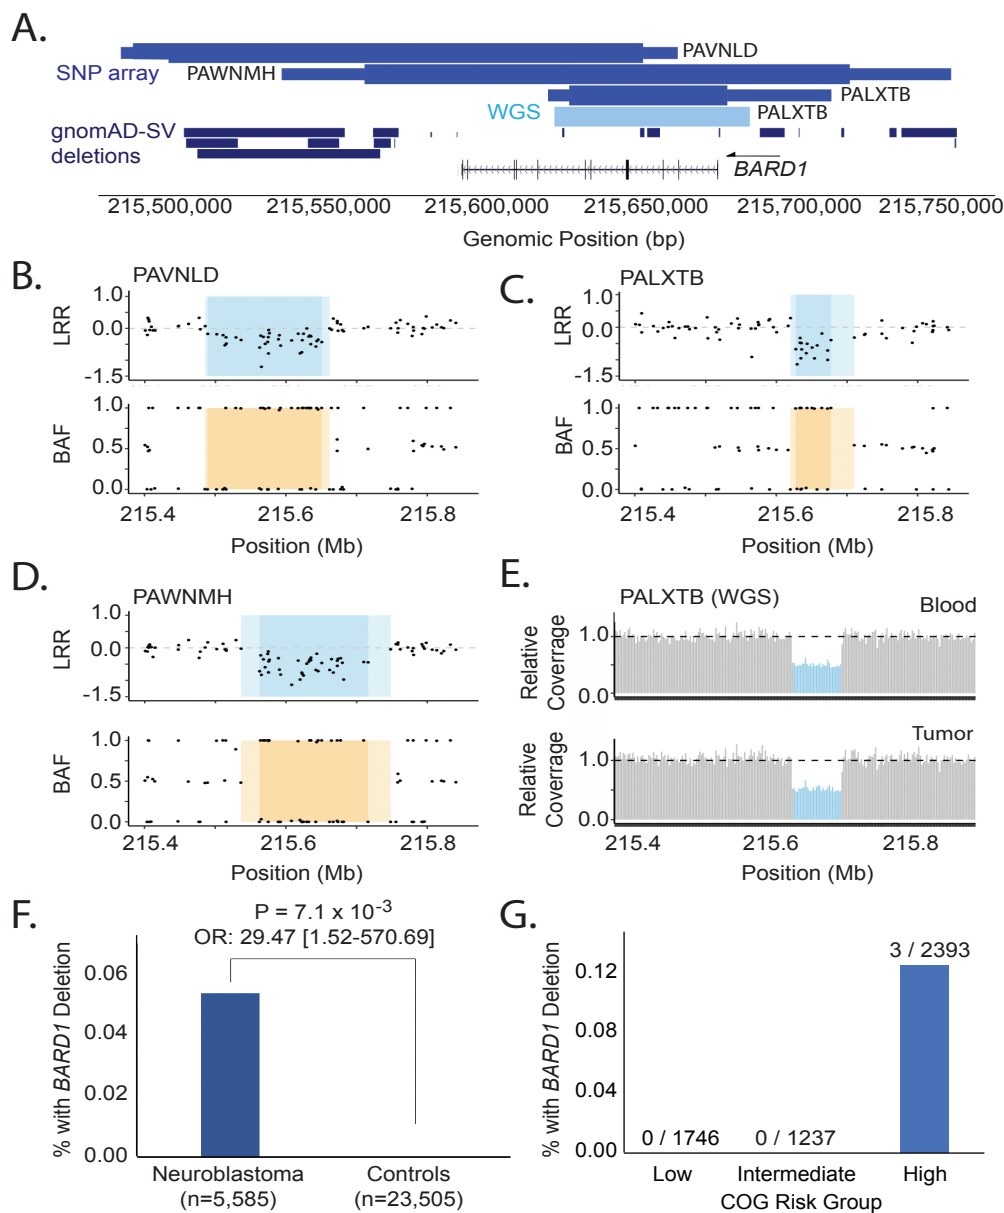 A.
PAVNLD
SNP array
PAWNMH
PALXTB
WGS
PALXTB
gnomAD-SV
deletions
BARD1
215,500,000 215,550,000 215,600,000 215,650,000 215,700,000 215,750,000
Genomic Position (bp)
B.
PAVNLD
1.0
0.0
-1.5
LRR
1.0
0.5
0.0
BAF
215.4 215.6 215.8
Position (Mb)
C.
PALXTB
1.0
0.0
-1.5
LRR
1.0
0.5
0.0
BAF
215.4 215.6 215.8
Position (Mb)
D.
PAWNMH
1.0
0.0
-1.5
LRR
1.0
0.5
0.0
BAF
215.4 215.6 215.8
Position (Mb)
E.
PALXTB (WGS)
Blood
Relative
Coverrage
1.0
0.0
Tumor
Relative
Coverrage
1.0
0.0
215.4 215.6 215.8
Position (Mb)
F.
P = 7.1 x 10-3
OR: 29.47 [1.52-570.69]
% with BARD1 Deletion
0.06
0.04
0.02
0.00
Neuroblastoma Controls
(n=5,585) (n=23,505)
G.
% with BARD1 Deletion
0.12
0.08
0.04
0.00
3 / 2393
0 / 1746 0 / 1237
Low Intermediate High
COG Risk Group